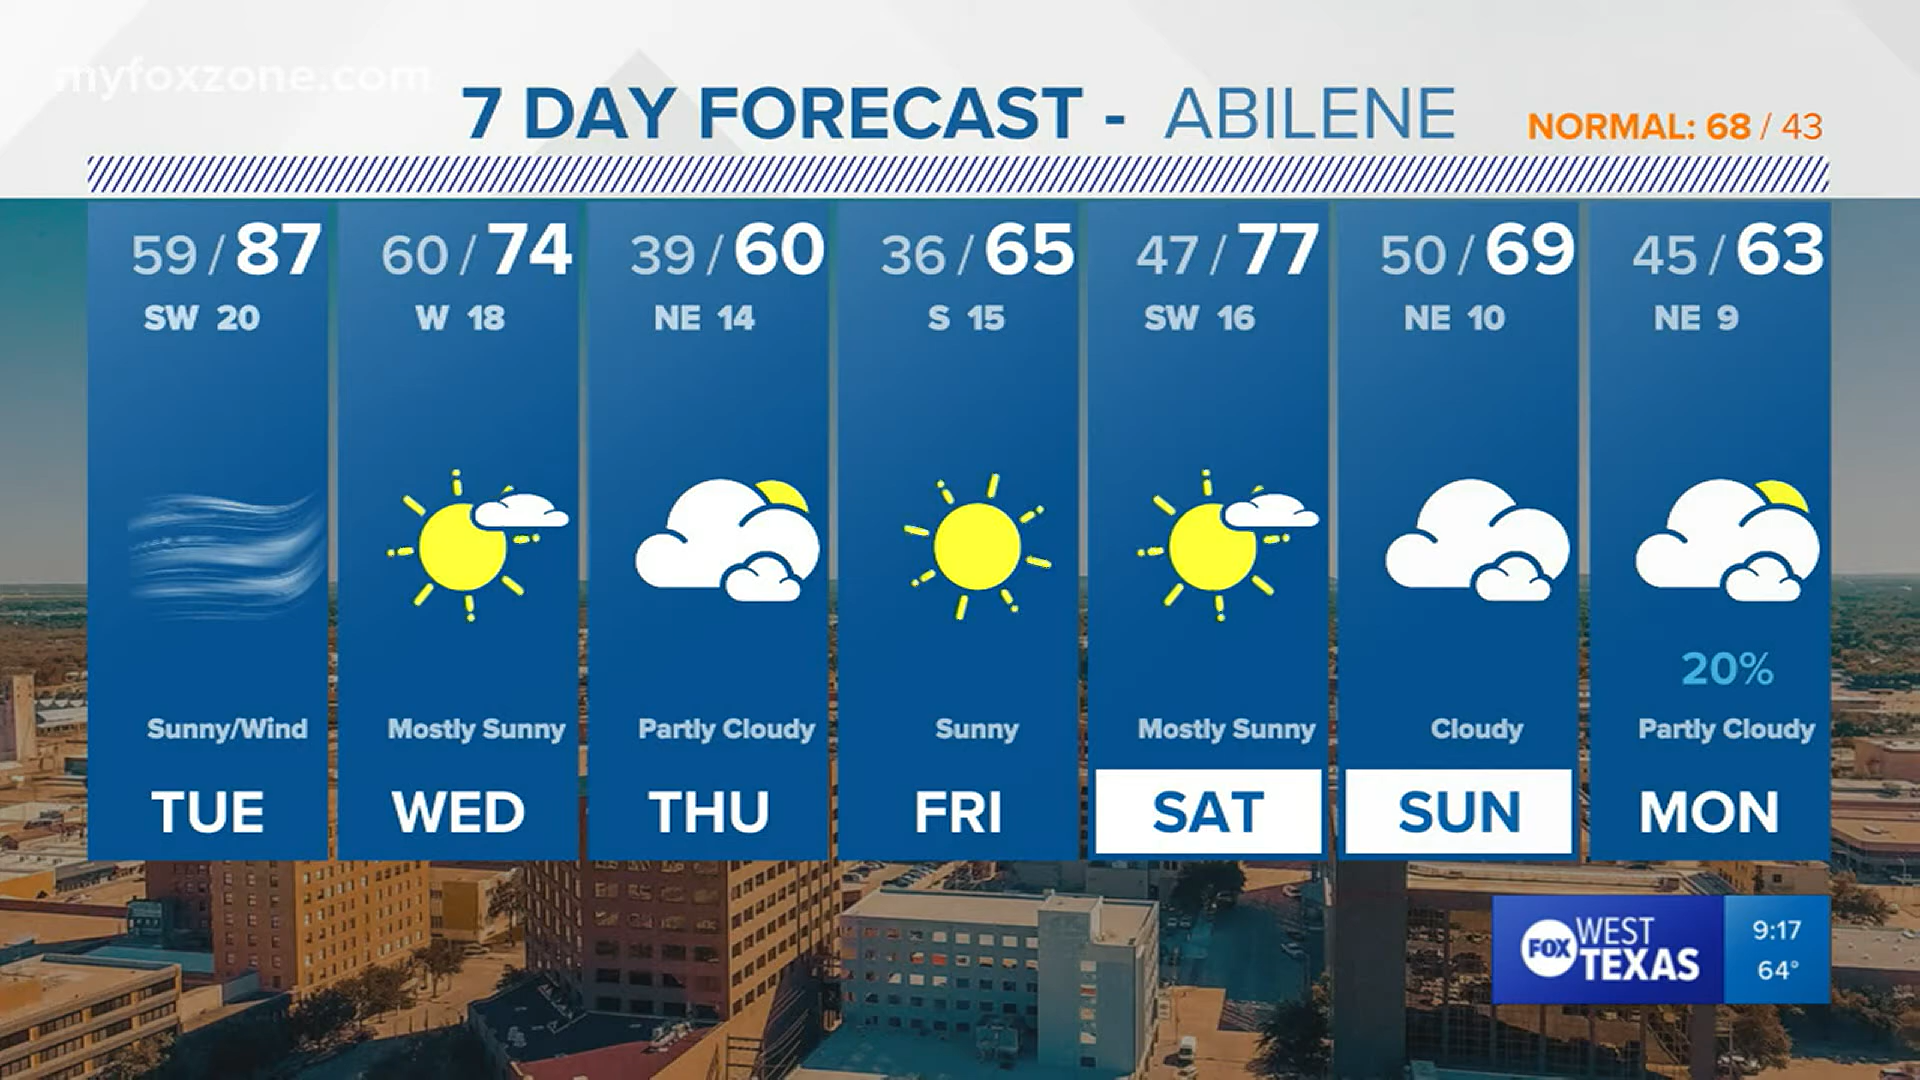 myfoxzone.com
7 DAY FORECAST - ABILENE
NORMAL: 68 / 43
59 / 87
SW 20
Sunny/Wind
TUE
60 / 74
W 18
Mostly Sunny
WED
39 / 60
NE 14
Partly Cloudy
THU
36 / 65
S 15
Sunny
FRI
47 / 77
SW 16
Mostly Sunny
SAT
50 / 69
NE 10
Cloudy
SUN
45 / 63
NE 9
20%
Partly Cloudy
MON
FOX
WEST
TEXAS
9:17
64°